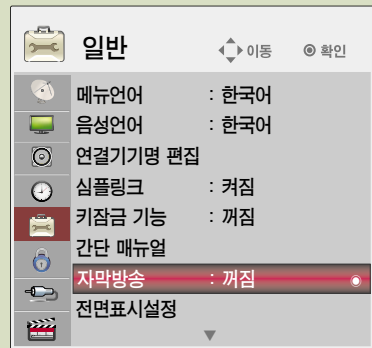 일반 이동 확인
메뉴언어 : 한국어
음성언어 : 한국어
연결기기명 편집
심플링크 : 켜짐
키잠금 기능 : 꺼짐
간단 매뉴얼
자막방송 : 꺼짐
전면표시설정